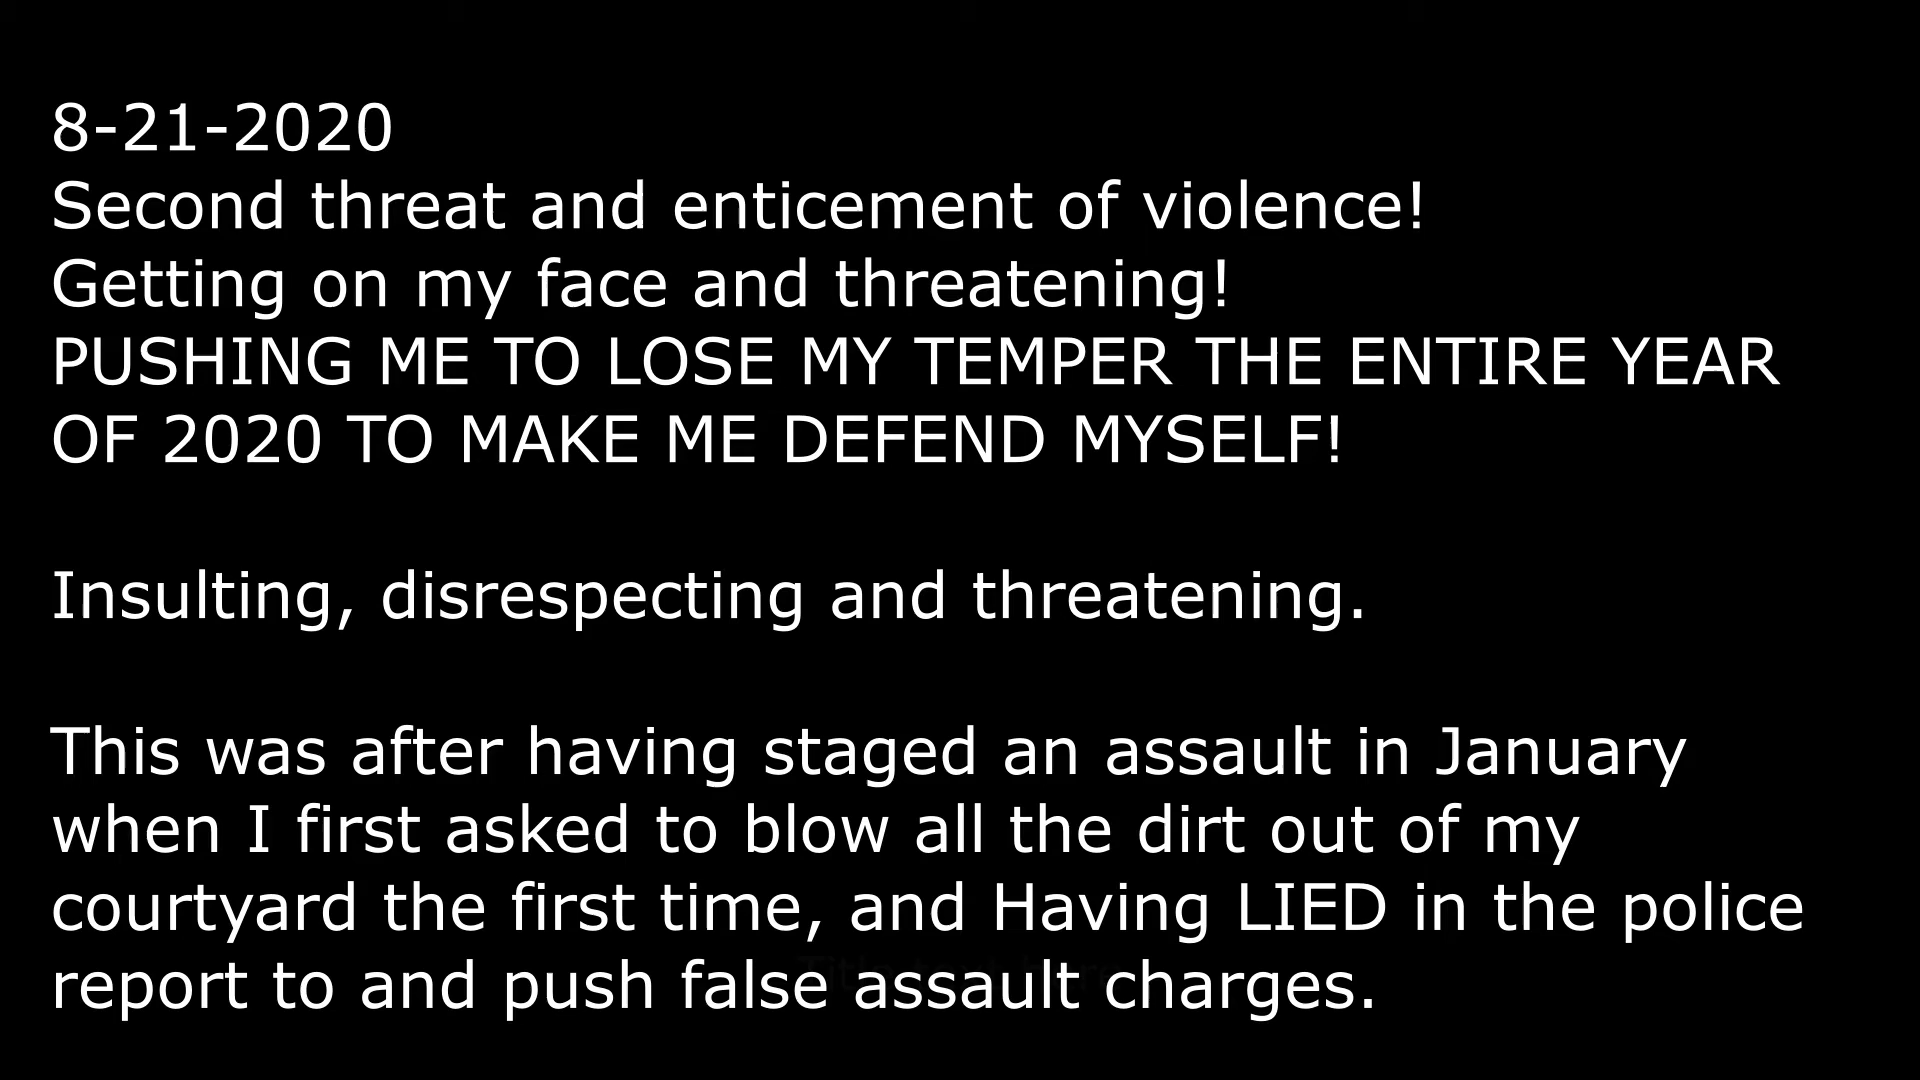 8-21-2020
Second threat and enticement of violence!
Getting on my face and threatening!
PUSHING ME TO LOSE MY TEMPER THE ENTIRE YEAR
OF 2020 TO MAKE ME DEFEND MYSELF!
Insulting, disrespecting and threatening.
This was after having staged an assault in January
when I first asked to blow all the dirt out of my
courtyard the first time, and Having LIED in the police
report to and push false assault charges.